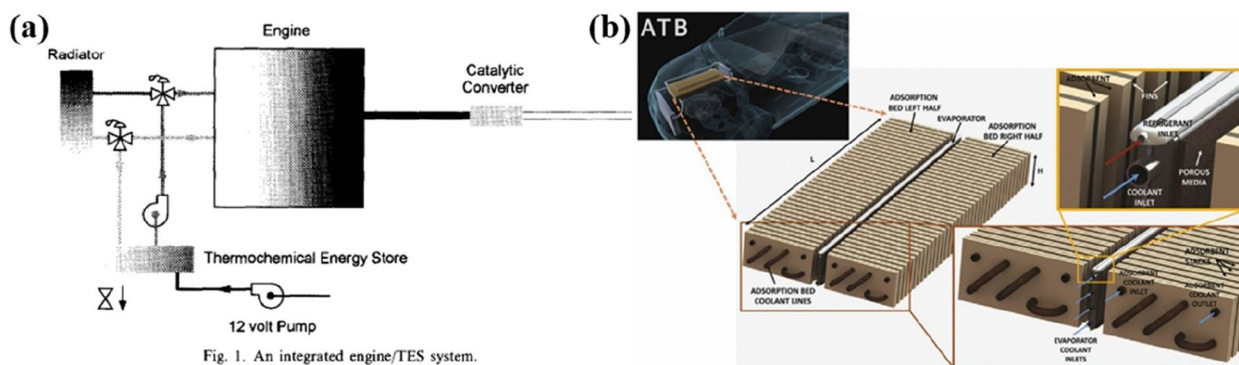 (a)
Engine
Radiator
Catalytic
Converter
Thermochemical Energy Store
12 volt Pump
Fig. 1. An integrated engine/TES system.
(b)
ATB
ADSORPTION
BED LEFT HALF
EVAPORATOR
ADSORPTION
BED RIGHT HALF
L
H
ADSORPTION BED
COOLANT LINES
ADSORBENT
FINS
REFRIGERANT
INLET
POROUS
MEDIA
COOLANT
INLET
ADSORBENT
STACKS
ADSORBENT
COOLANT
INLET
ADSORBENT
COOLANT
OUTLET
EVAPORATOR
COOLANT
INLETS